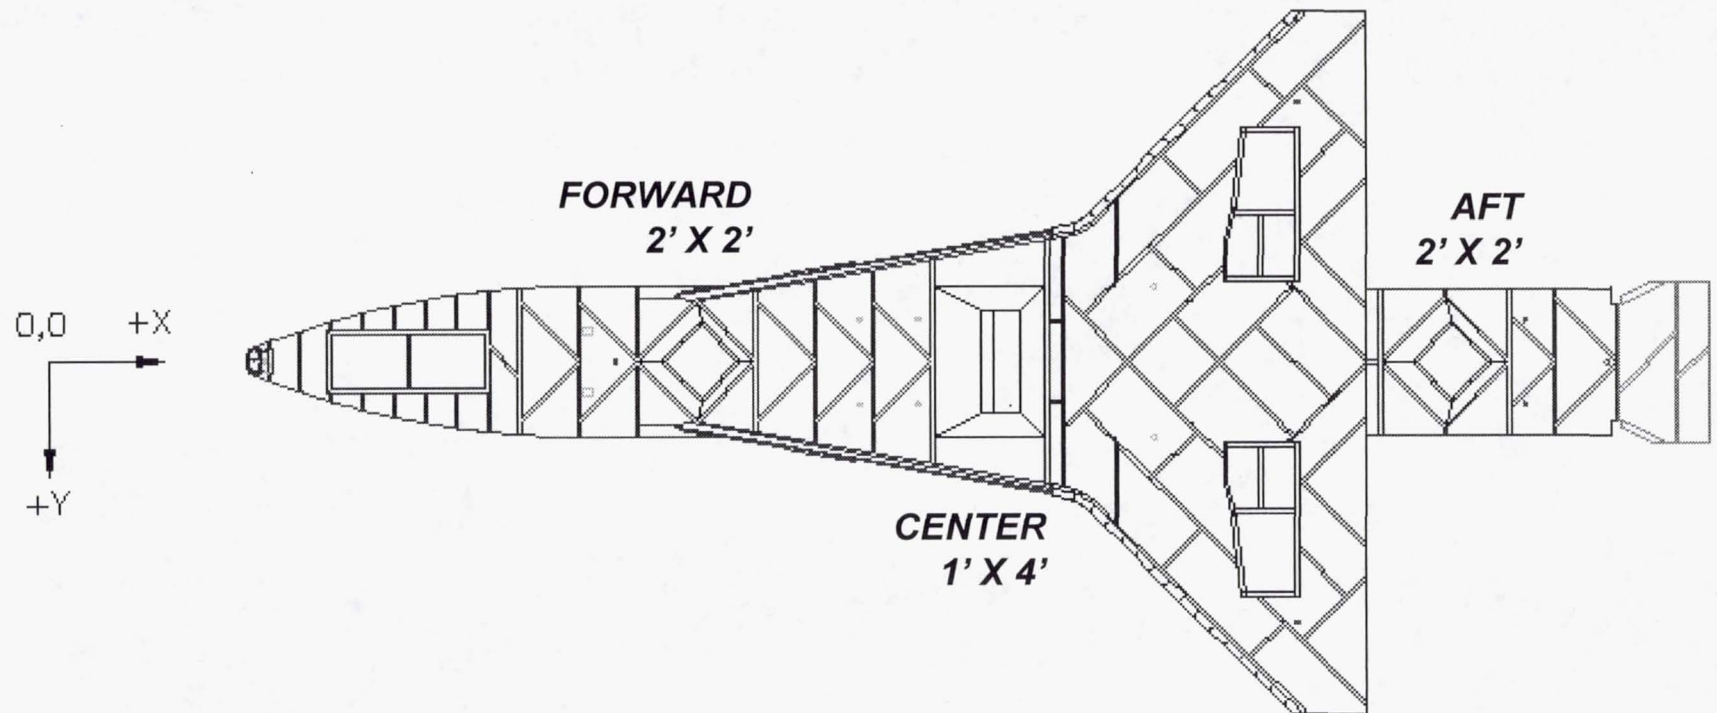 FORWARD
2’ X 2’
AFT
2’ X 2’
0,0 +X
+Y
CENTER
1’ X 4’